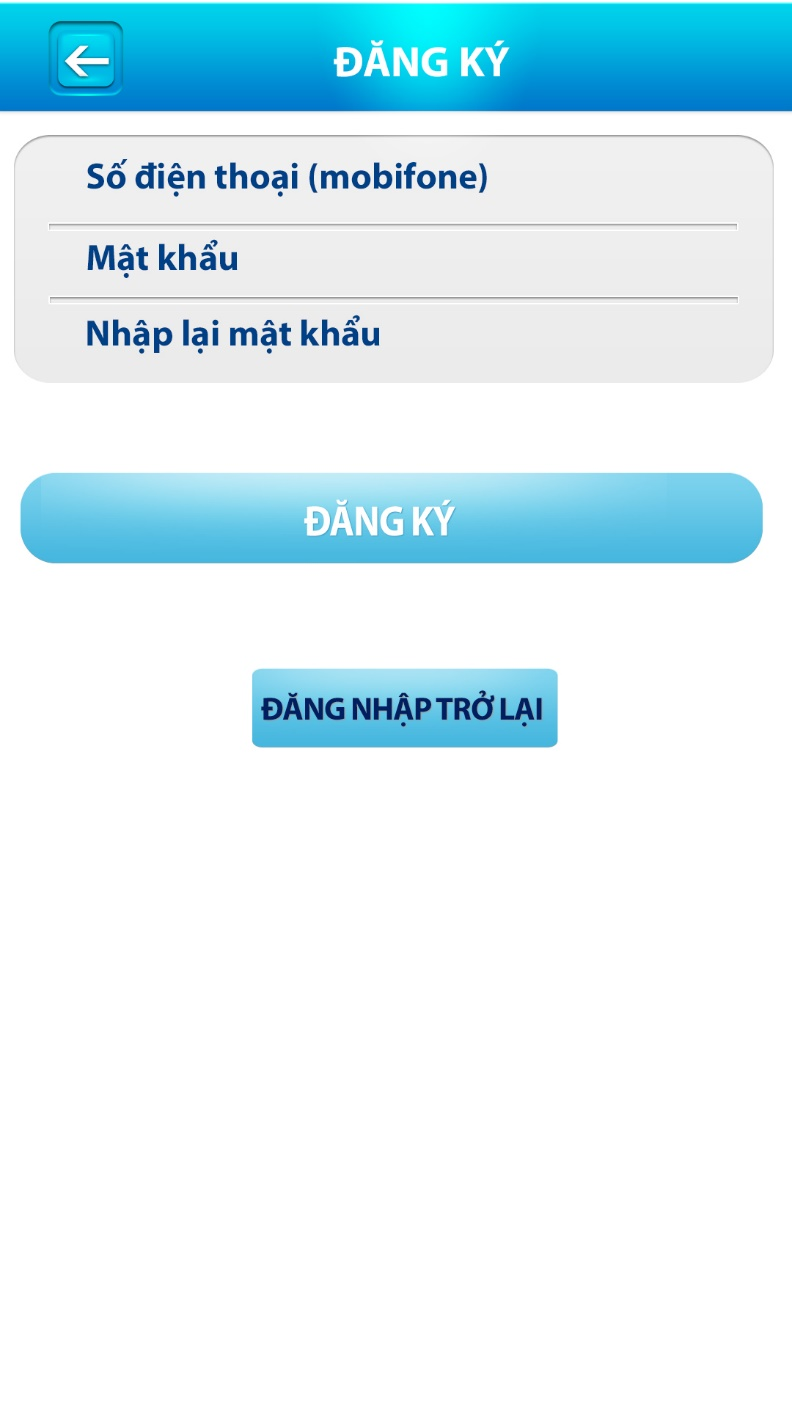 ĐĂNG KÝ
Số điện thoại (mobifone)
Mật khẩu
Nhập lại mật khẩu
ĐĂNG KÝ
ĐĂNG NHẬP TRỞ LẠI